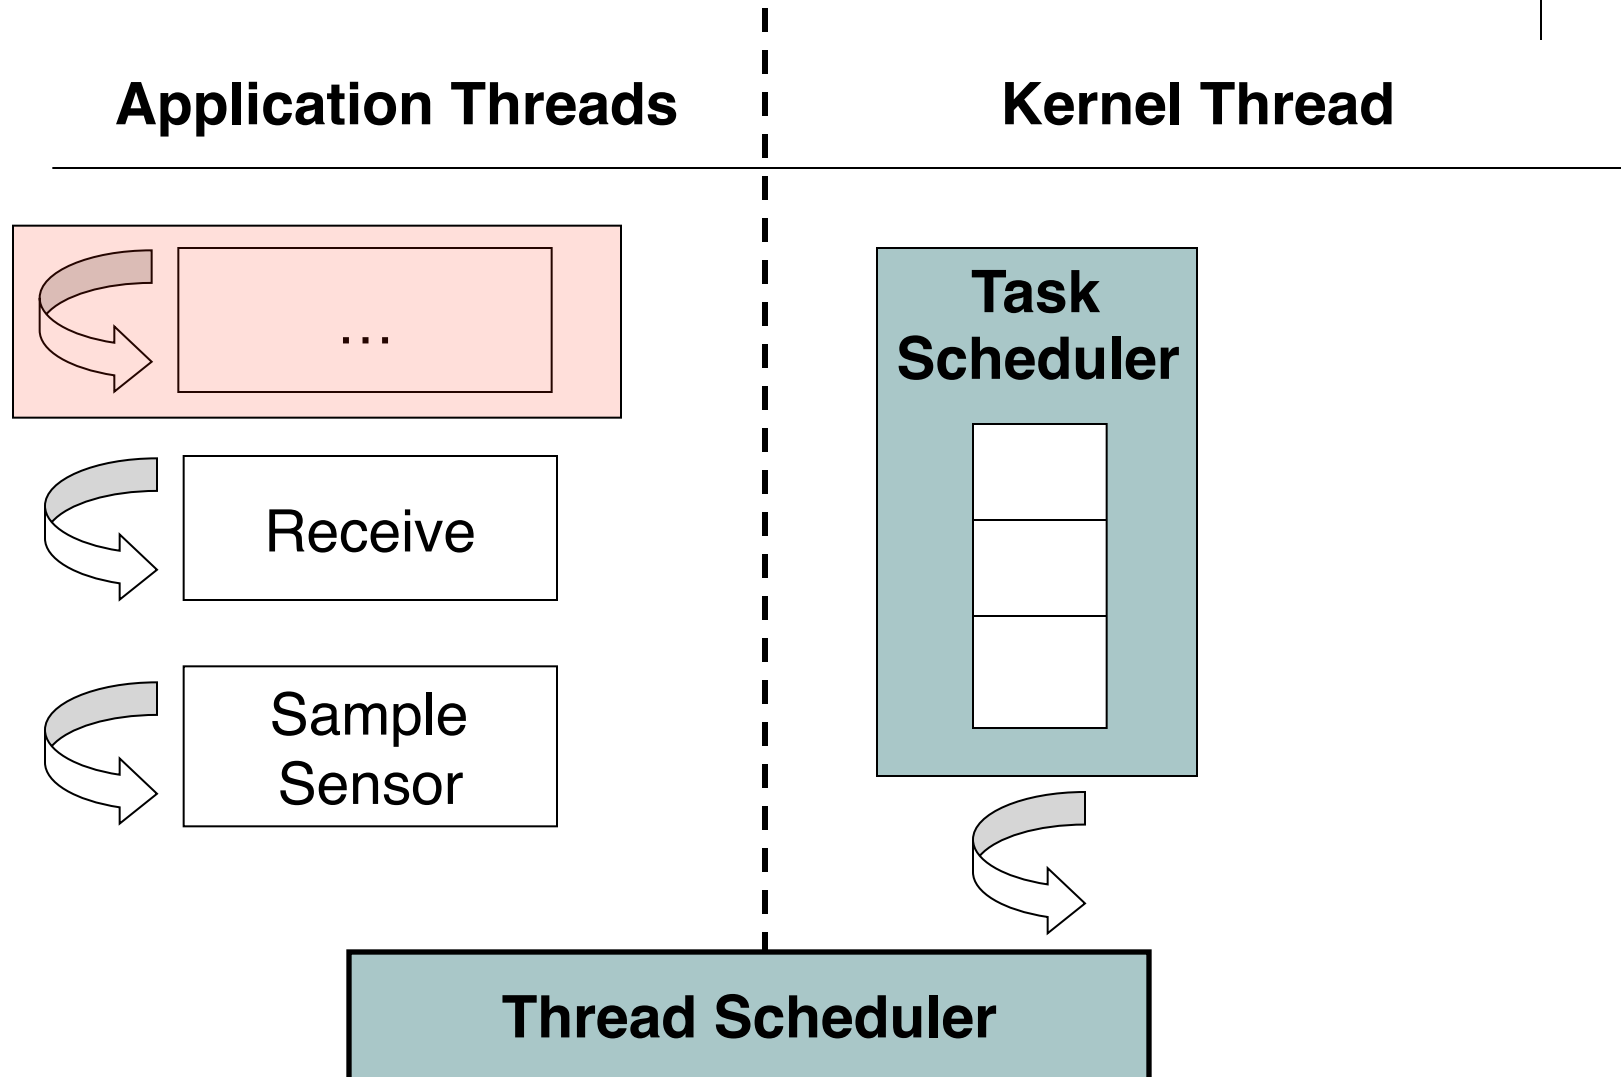 Application Threads
Kernel Thread
...
Receive
Sample
Sensor
Task
Scheduler
Thread Scheduler